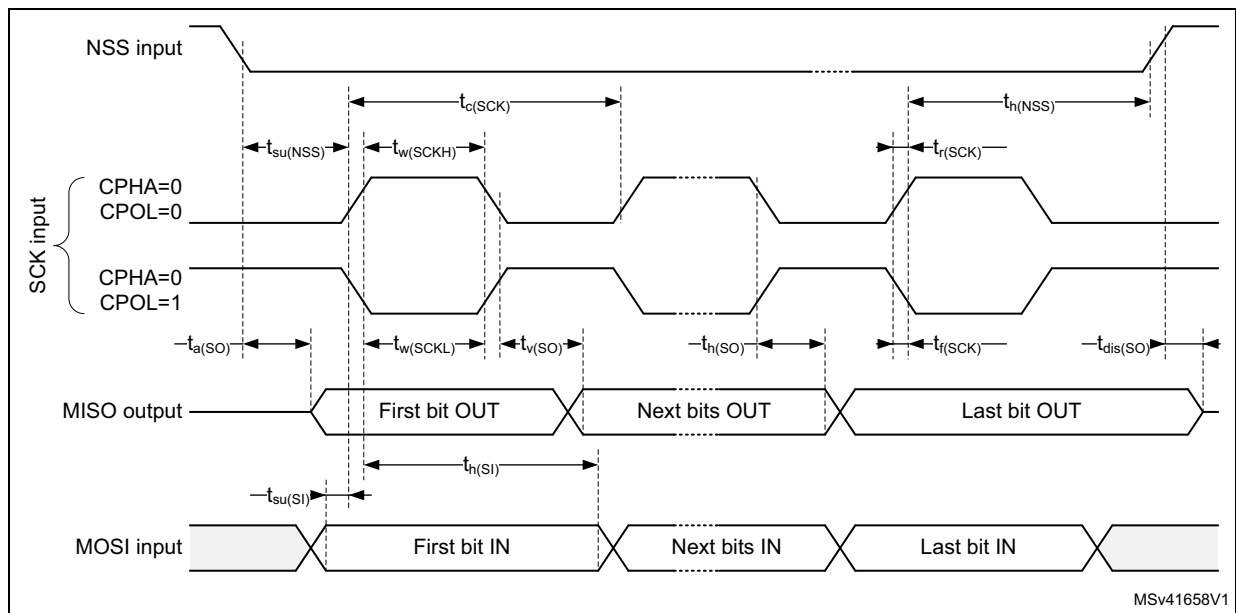 NSS input
tc(SCK)
th(NSS)
tsu(NSS)
tw(SCKH)
tr(SCK)
SCK input
CPHA=0
CPOL=0
CPHA=0
CPOL=1
ta(SO)
tw(SCKL)
tv(SO)
th(SO)
tf(SCK)
tdis(SO)
MISO output
First bit OUT
Next bits OUT
Last bit OUT
th(SI)
tsu(SI)
MOSI input
First bit IN
Next bits IN
Last bit IN
MSv41658V1